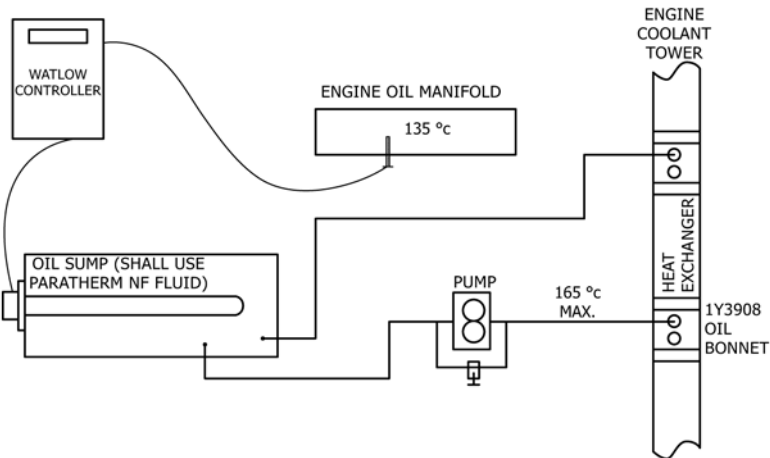 ENGINE
COOLANT
TOWER
WATLOW
CONTROLLER
ENGINE OIL MANIFOLD
135 °c
OIL SUMP (SHALL USE
PARATHERM NF FLUID)
PUMP
165 °c
MAX.
HEAT
EXCHANGER
1Y3908
OIL
BONNET